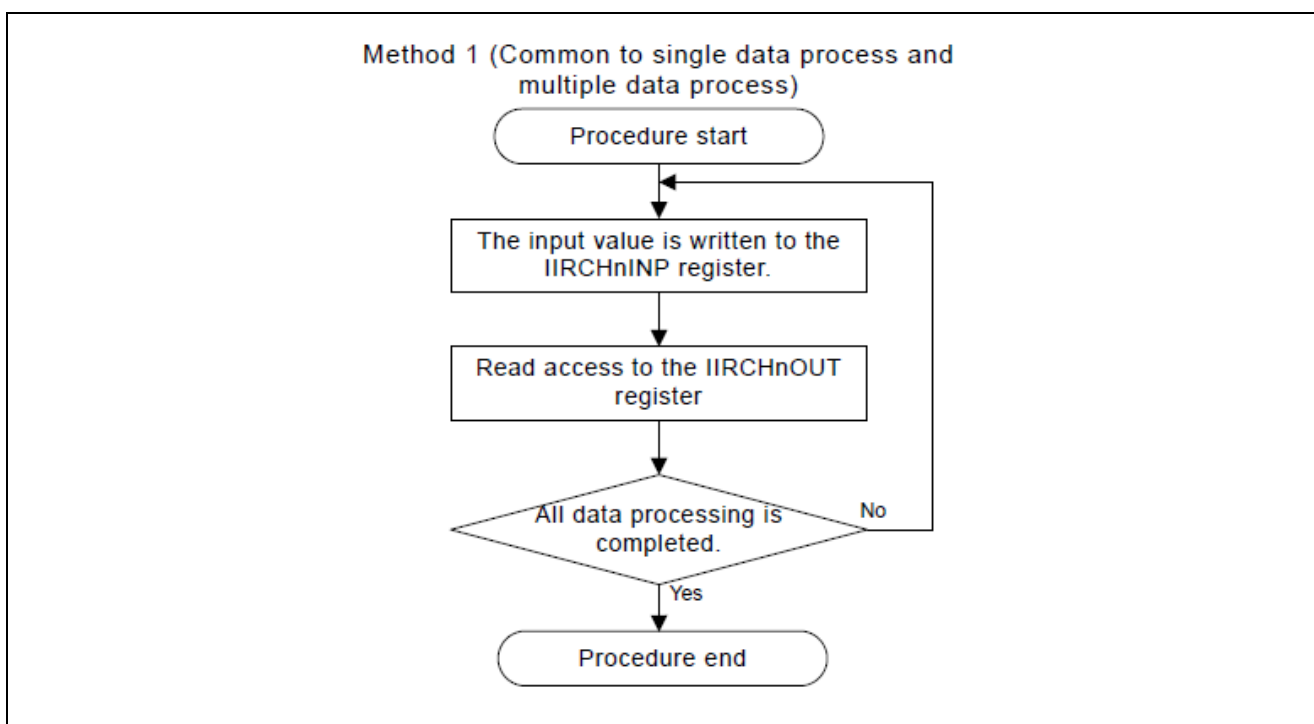 Method 1 (Common to single data process and
multiple data process)
Procedure start
The input value is written to the
IIRCHnINP register.
Read access to the IIRCHnOUT
register
All data processing is
completed.
No
Yes
Procedure end